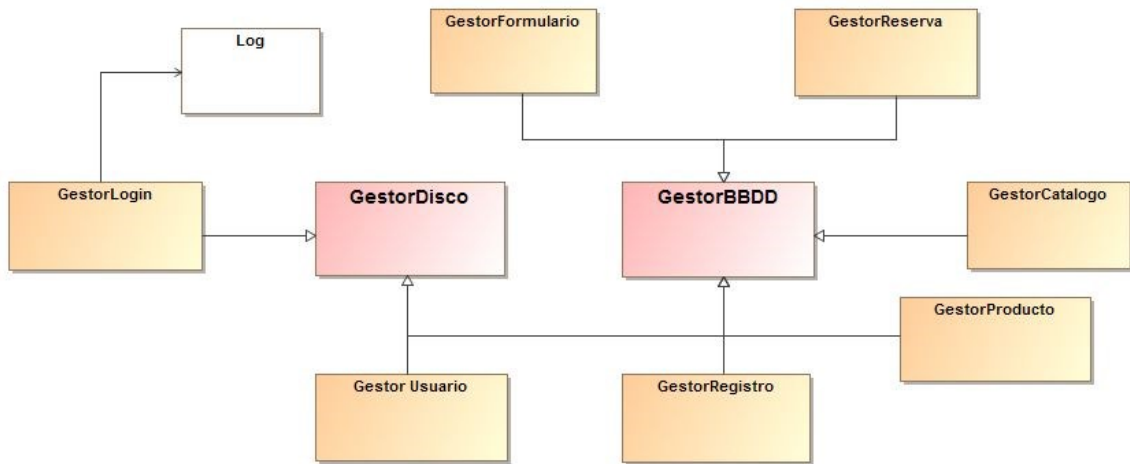 GestorFormulario
GestorReserva
Log
GestorLogin
GestorDisco
GestorBBDD
GestorCatalogo
GestorProducto
Gestor Usuario
GestorRegistro